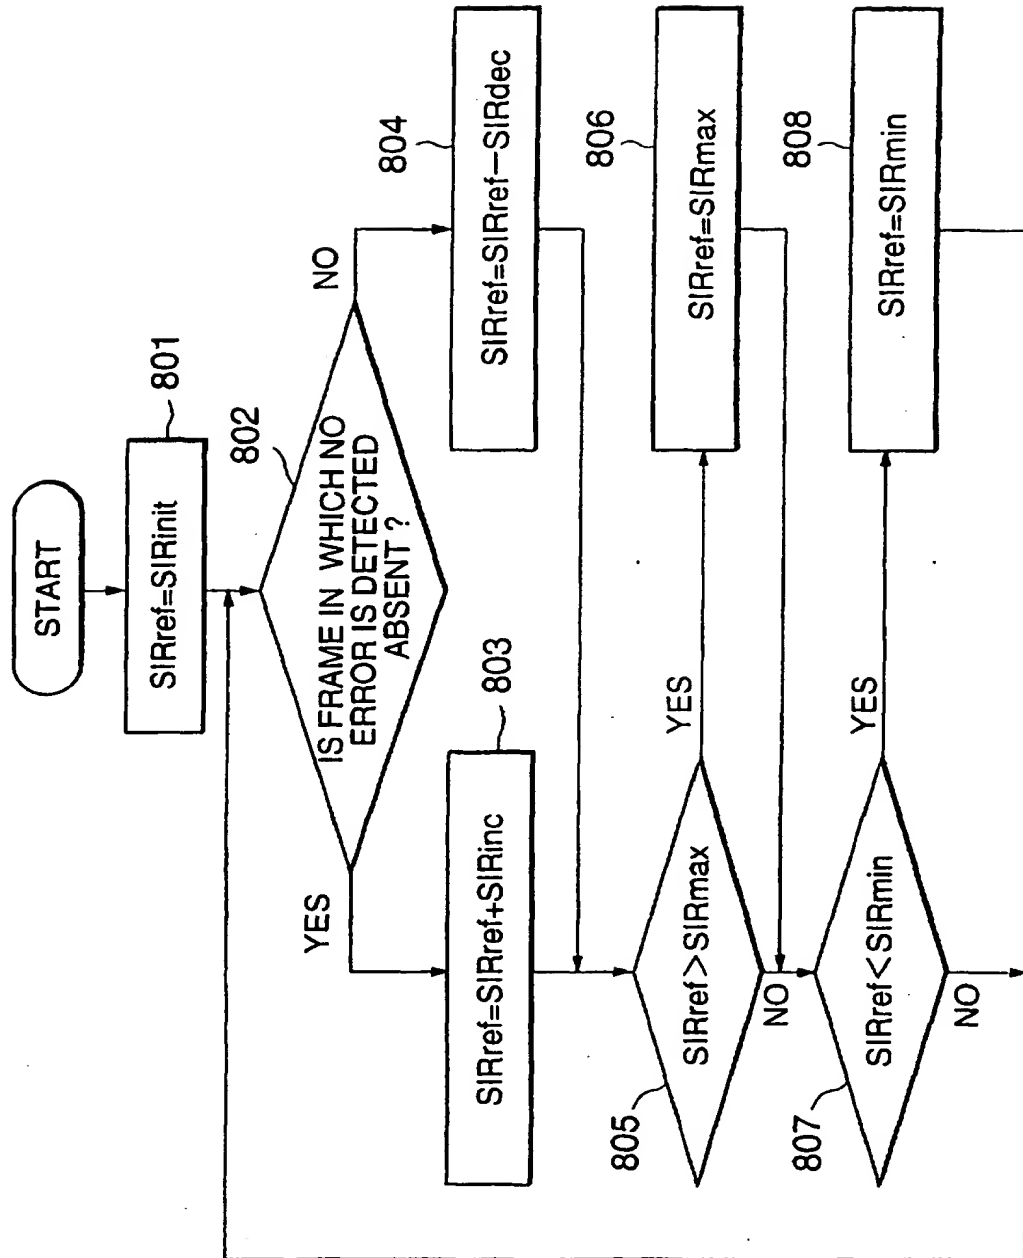 START
SIRref=SIRinit
801
802
IS FRAME IN WHICH NO
ERROR IS DETECTED
ABSENT ?
YES
NO
803
SIRref=SIRref+SIRinc
804
SIRref=SIRref−SIRdec
805
SIRref>SIRmax
YES
NO
806
SIRref=SIRmax
807
SIRref<SIRmin
YES
NO
808
SIRref=SIRmin